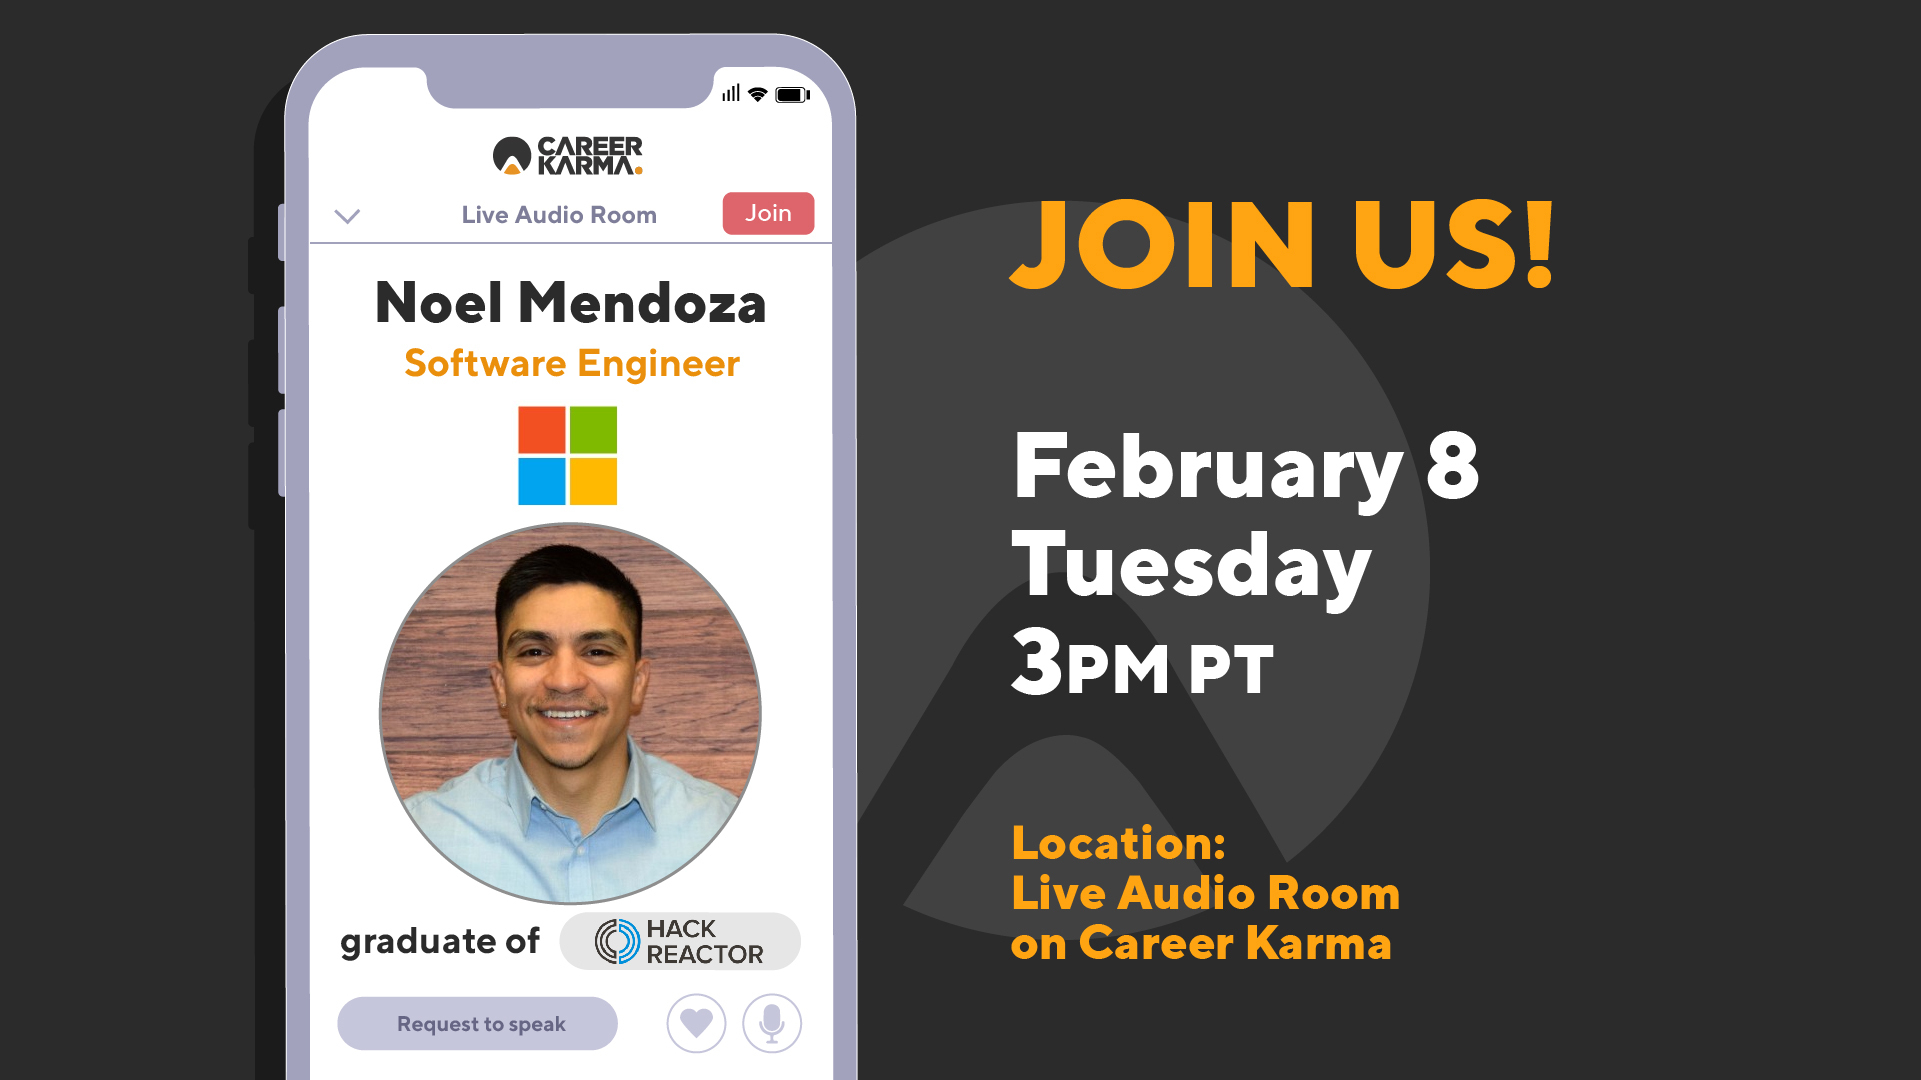 CAREER
KARMA.
Live Audio Room
Join
Noel Mendoza
Software Engineer
graduate of
HACK
REACTOR
Request to speak
JOIN US!
February 8
Tuesday
3PM PT
Location:
Live Audio Room
on Career Karma